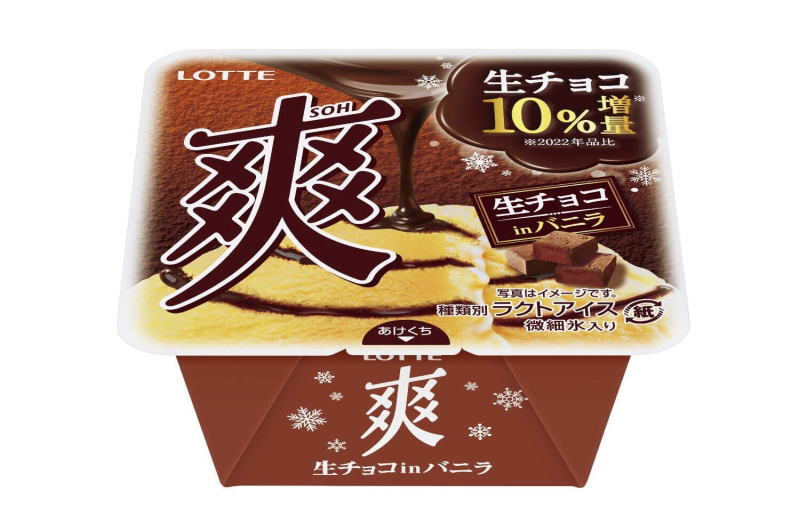 LOTTE
爽
SOH
生チョコ
10%増量※
※2022年品比
生チョコ
inバニラ
写真はイメージです。
種類別 ラクトアイス
微細氷入り
紙
あけくち
LOTTE
爽
生チョコinバニラ